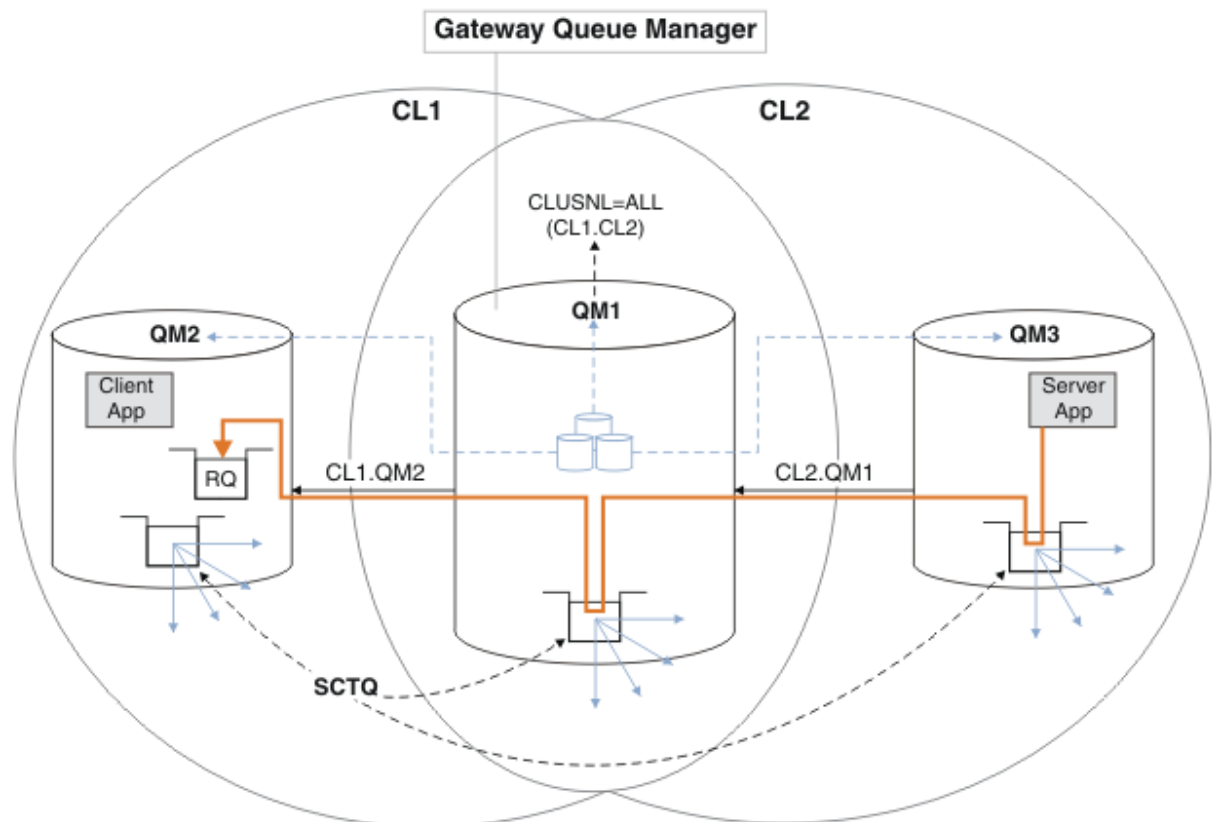 Gateway Queue Manager
CL1
CL2
CLUSNL=ALL
(CL1.CL2)
QM2
QM1
QM3
Client
App
Server
App
RQ
CL1.QM2
CL2.QM1
SCTQ